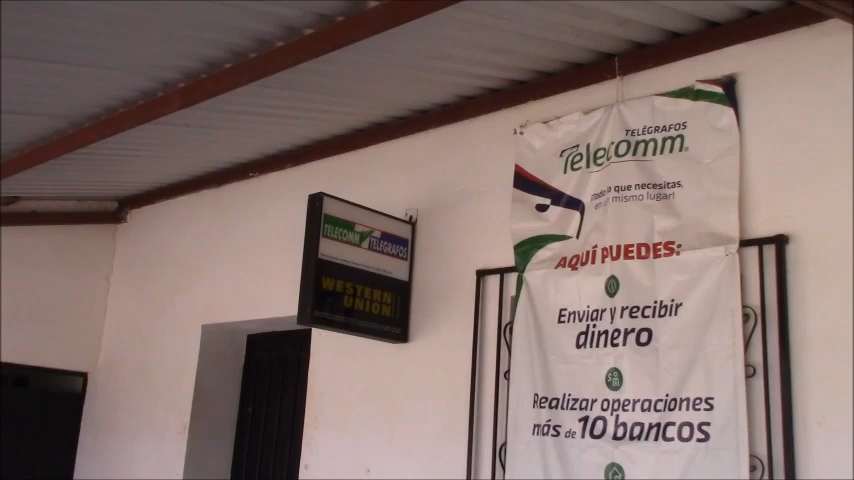 TELECOMM TELÉGRAFOS
WESTERN
UNION
TELÉGRAFOS
Telecomm
¡Todo lo que necesitas,
en un mismo lugar!
AQUÍ PUEDES:
Enviar y recibir
dinero
Realizar operaciones
más de 10 bancos